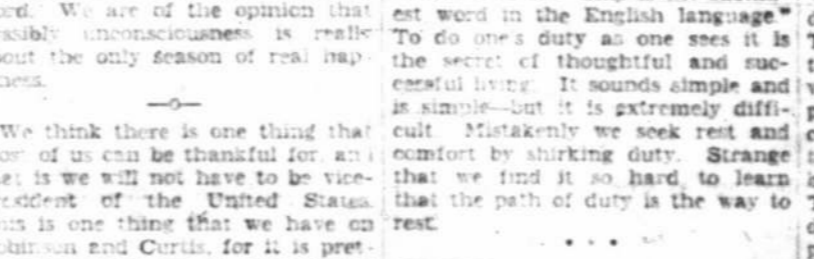 ord. We are of the opinion that
assibly unconsciousness is really
bout the only season of real hap-
ness.
We think there is one thing that
ost of us can be thankful for, and
at is we will not have to be vice-
resident of the United States.
his is one thing that we have on
obinson and Curtis, for it is pret-
est word in the English language."
To do one's duty as one sees it is
the secret of thoughtful and suc-
cessful living. It sounds simple and
is simple—but it is extremely diffi-
cult. Mistakenly we seek rest and
comfort by shirking duty. Strange
that we find it so hard to learn
that the path of duty is the way to
rest.